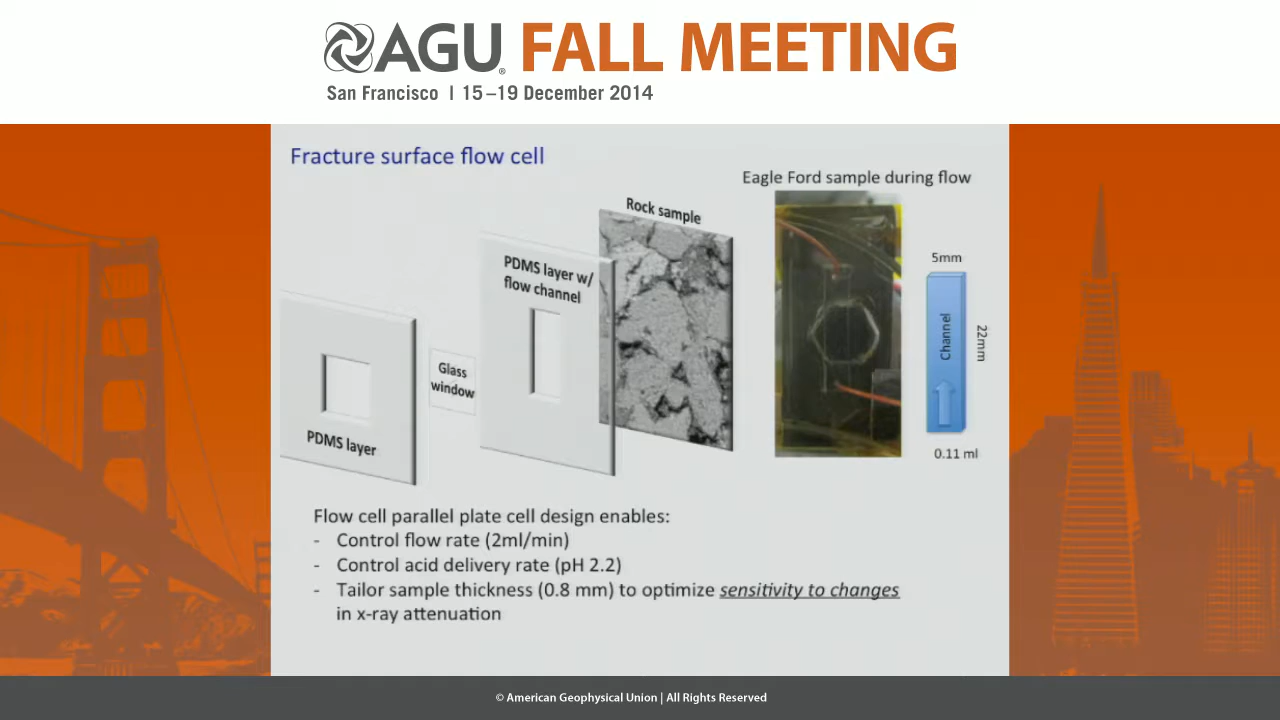 AGU® FALL MEETING
San Francisco | 15–19 December 2014
Fracture surface flow cell
Eagle Ford sample during flow
Rock sample
PDMS layer w/
flow channel
Glass
window
PDMS layer
5mm
Channel
22mm
0.11 ml
Flow cell parallel plate cell design enables:
- Control flow rate (2ml/min)
- Control acid delivery rate (pH 2.2)
- Tailor sample thickness (0.8 mm) to optimize sensitivity to changes
in x-ray attenuation
© American Geophysical Union | All Rights Reserved